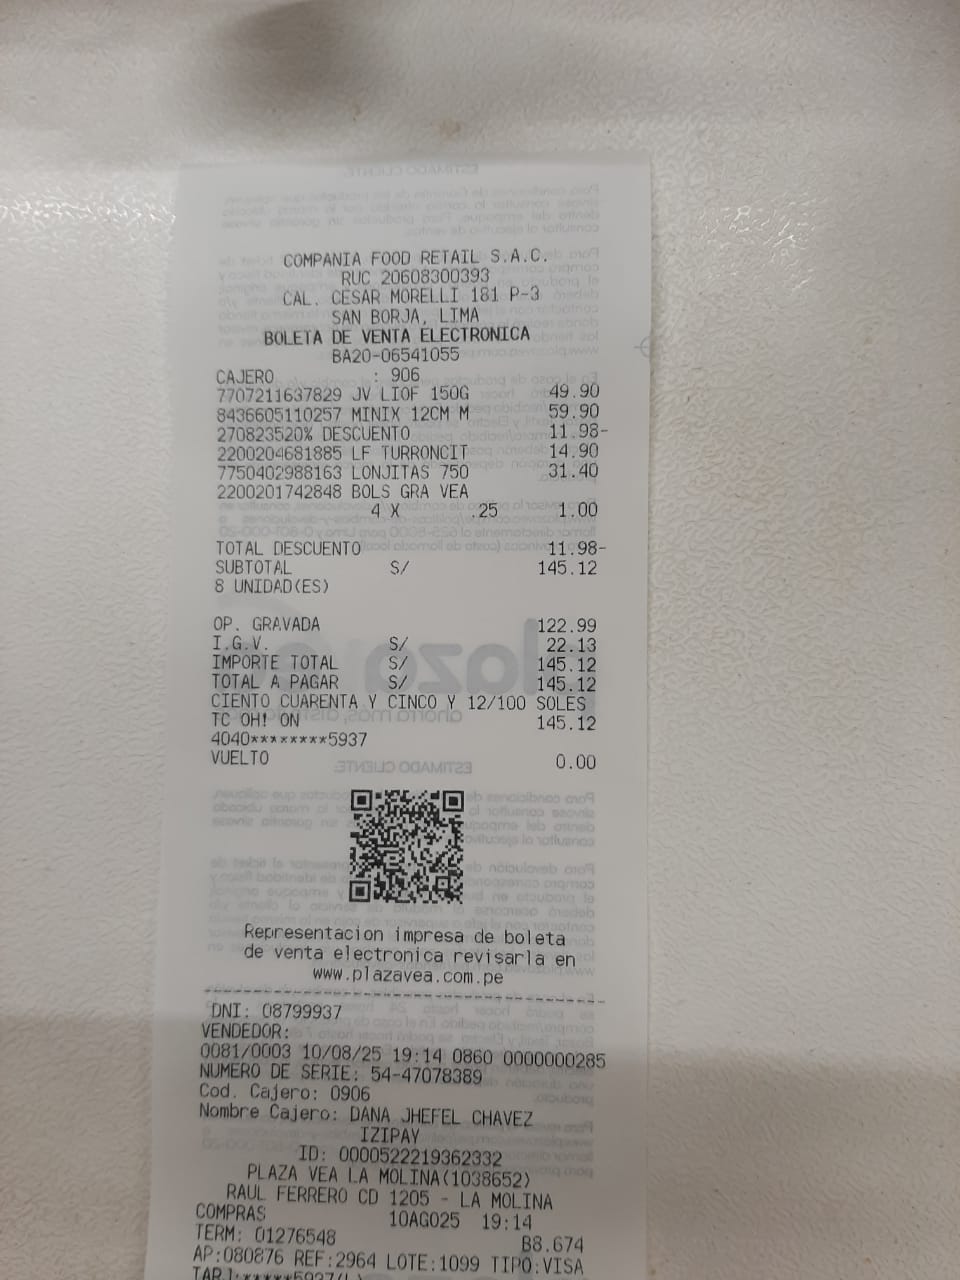 COMPANIA FOOD RETAIL S.A.C.
RUC 20608300393
CAL. CESAR MORELLI 181 P-3
SAN BORJA, LIMA
BOLETA DE VENTA ELECTRONICA
BA20-06541055
CAJERO : 906
7707211637829 JV LIOF 150G 49.90
8436605110257 MINIX 12CM M 59.90
270823520% DESCUENTO 11.98-
2200204681885 LF TURRONCIT 14.90
7750402988163 LONJITAS 750 31.40
2200201742848 BOLS GRA VEA
4 X .25 1.00
TOTAL DESCUENTO 11.98-
SUBTOTAL S/ 145.12
8 UNIDAD(ES)
OP. GRAVADA 122.99
I.G.V. S/ 22.13
IMPORTE TOTAL S/ 145.12
TOTAL A PAGAR S/ 145.12
CIENTO CUARENTA Y CINCO Y 12/100 SOLES
TC OH! ON 145.12
4040********5937
VUELTO 0.00
Representacion impresa de boleta
de venta electronica revisarla en
www.plazavea.com.pe
DNI: 08799937
VENDEDOR:
0081/0003 10/08/25 19:14 0860 0000000285
NUMERO DE SERIE: 54-47078389
Cod. Cajero: 0906
Nombre Cajero: DANA JHEFEL CHAVEZ
IZIPAY
ID: 0000522219362332
PLAZA VEA LA MOLINA(1038652)
RAUL FERRERO CD 1205 - LA MOLINA
COMPRAS 10AGO25 19:14
TERM: 01276548 B8.674
AP:080876 REF:2964 LOTE:1099 TIPO:VISA